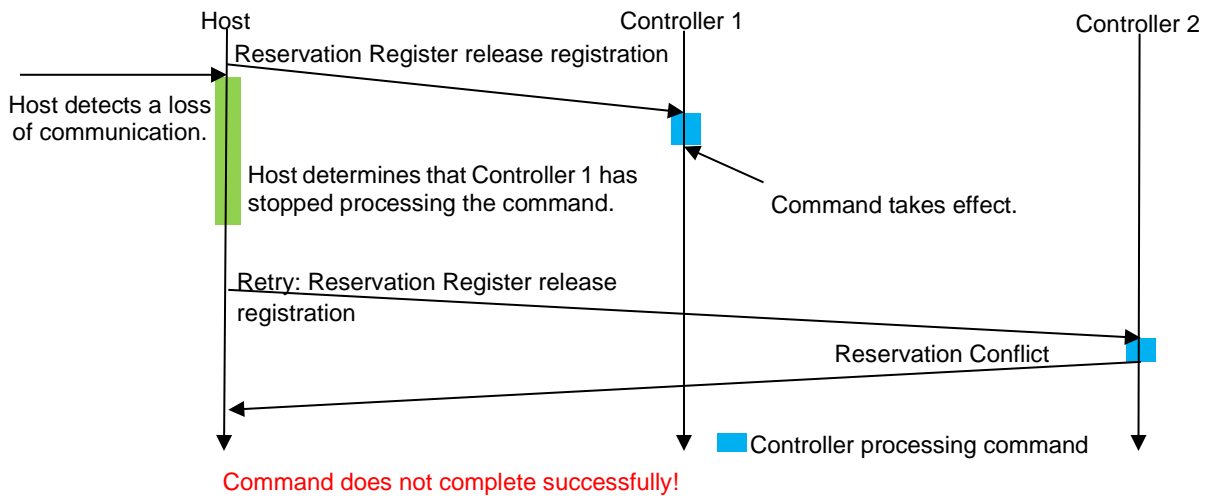 Host
Controller 1
Controller 2
Reservation Register release registration
Host detects a loss
of communication.
Host determines that Controller 1 has
stopped processing the command.
Command takes effect.
Retry: Reservation Register release
registration
Reservation Conflict
Controller processing command
Command does not complete successfully!